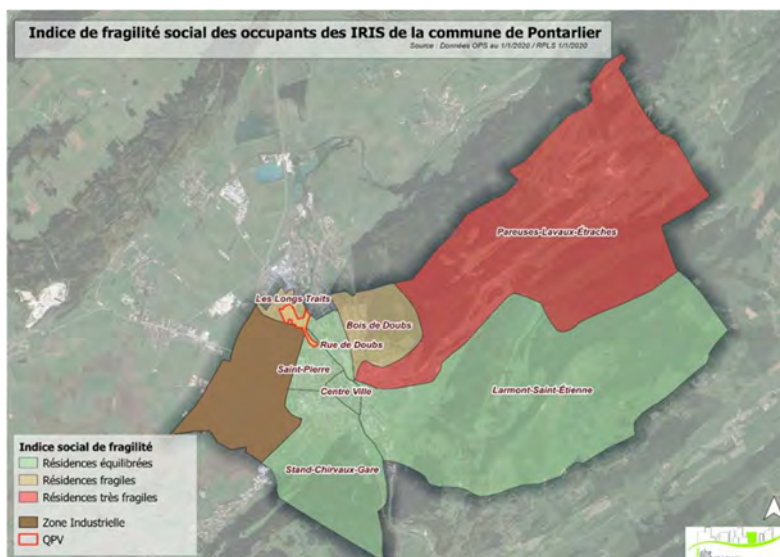 Indice de fragilité social des occupants des IRIS de la commune de Pontarlier
Source : Données OPS au 1/1/2020 / RPLS 1/1/2020
Pareuses-Lavaux-Étraches
Les Longs Traits
Bois de Doubs
Rue de Doubs
Saint-Pierre
Centre Ville
Larmont-Saint-Étienne
Stand-Chirvaux-Gare
Indice social de fragilité
Résidences équilibrées
Résidences fragiles
Résidences très fragiles
Zone Industrielle
QPV